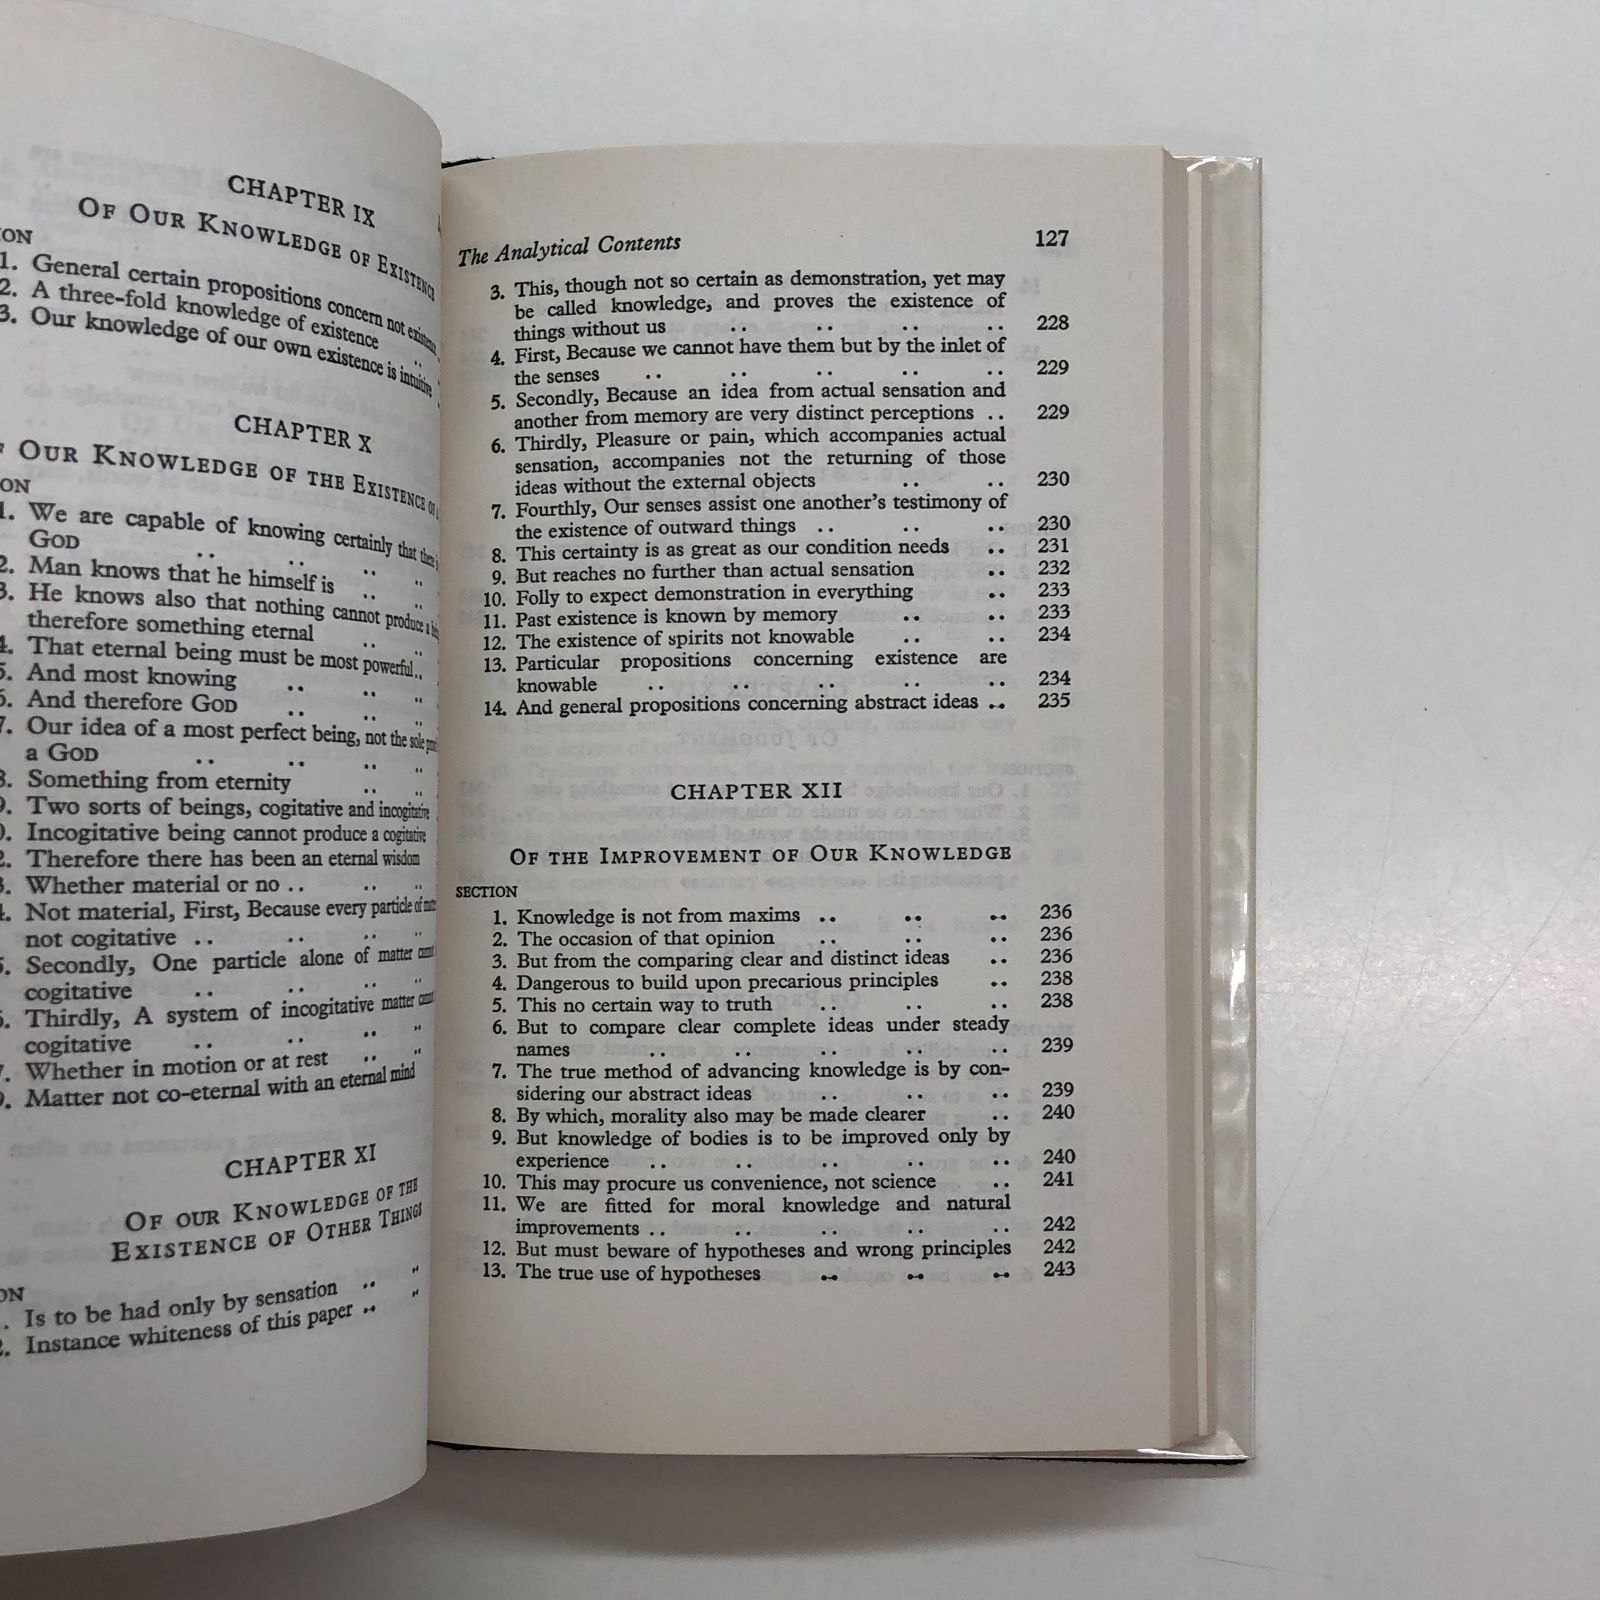 CHAPTER IX
OF OUR KNOWLEDGE OF EXISTENCE
1. General certain propositions concern not
2. A three-fold knowledge of existence ..
3. Our knowledge of our own existence is intuitive
CHAPTER X
OUR KNOWLEDGE OF THE EXISTENCE OF
1. We are capable of knowing certainly that
GOD .. .. .. ..
2. Man knows that he himself is .. ..
3. He knows also that nothing cannot produce a
therefore something eternal .. ..
4. That eternal being must be most powerful ..
5. And most knowing .. .. ..
6. And therefore GOD .. .. ..
7. Our idea of a most perfect being, not the sole
a GOD .. .. .. ..
8. Something from eternity .. ..
9. Two sorts of beings, cogitative and incogitative
Incogitative being cannot produce a cogitative
2. Therefore there has been an eternal wisdom
3. Whether material or no .. .. ..
4. Not material, First, Because every particle of
not cogitative .. .. .. ..
5. Secondly, One particle alone of matter
cogitative .. .. .. ..
6. Thirdly, A system of incogitative matter
cogitative .. .. .. ..
7. Whether in motion or at rest .. ..
Matter not co-eternal with an eternal mind
CHAPTER XI
OF OUR KNOWLEDGE OF THE
EXISTENCE OF OTHER THINGS
Is to be had only by sensation .. ..
2. Instance whiteness of this paper .. ..
The Analytical Contents 127
3. This, though not so certain as demonstration, yet may
be called knowledge, and proves the existence of
things without us .. .. .. .. 228
4. First, Because we cannot have them but by the inlet of
the senses .. .. .. .. .. 229
5. Secondly, Because an idea from actual sensation and
another from memory are very distinct perceptions .. 229
6. Thirdly, Pleasure or pain, which accompanies actual
sensation, accompanies not the returning of those
ideas without the external objects .. .. 230
7. Fourthly, Our senses assist one another's testimony of
the existence of outward things .. .. .. 230
8. This certainty is as great as our condition needs .. 231
9. But reaches no further than actual sensation .. 232
10. Folly to expect demonstration in everything .. 233
11. Past existence is known by memory .. .. 233
12. The existence of spirits not knowable .. .. 234
13. Particular propositions concerning existence are
knowable .. .. .. .. .. 234
14. And general propositions concerning abstract ideas .. 235
CHAPTER XII
OF THE IMPROVEMENT OF OUR KNOWLEDGE
SECTION
1. Knowledge is not from maxims .. .. .. 236
2. The occasion of that opinion .. .. .. 236
3. But from the comparing clear and distinct ideas .. 236
4. Dangerous to build upon precarious principles .. 238
5. This no certain way to truth .. .. .. 238
6. But to compare clear complete ideas under steady
names .. .. .. .. .. 239
7. The true method of advancing knowledge is by con-
sidering our abstract ideas .. .. .. 239
8. By which, morality also may be made clearer .. 240
9. But knowledge of bodies is to be improved only by
experience .. .. .. .. .. 240
10. This may procure us convenience, not science .. 241
11. We are fitted for moral knowledge and natural
improvements .. .. .. .. .. 242
12. But must beware of hypotheses and wrong principles 242
13. The true use of hypotheses .. .. .. 243